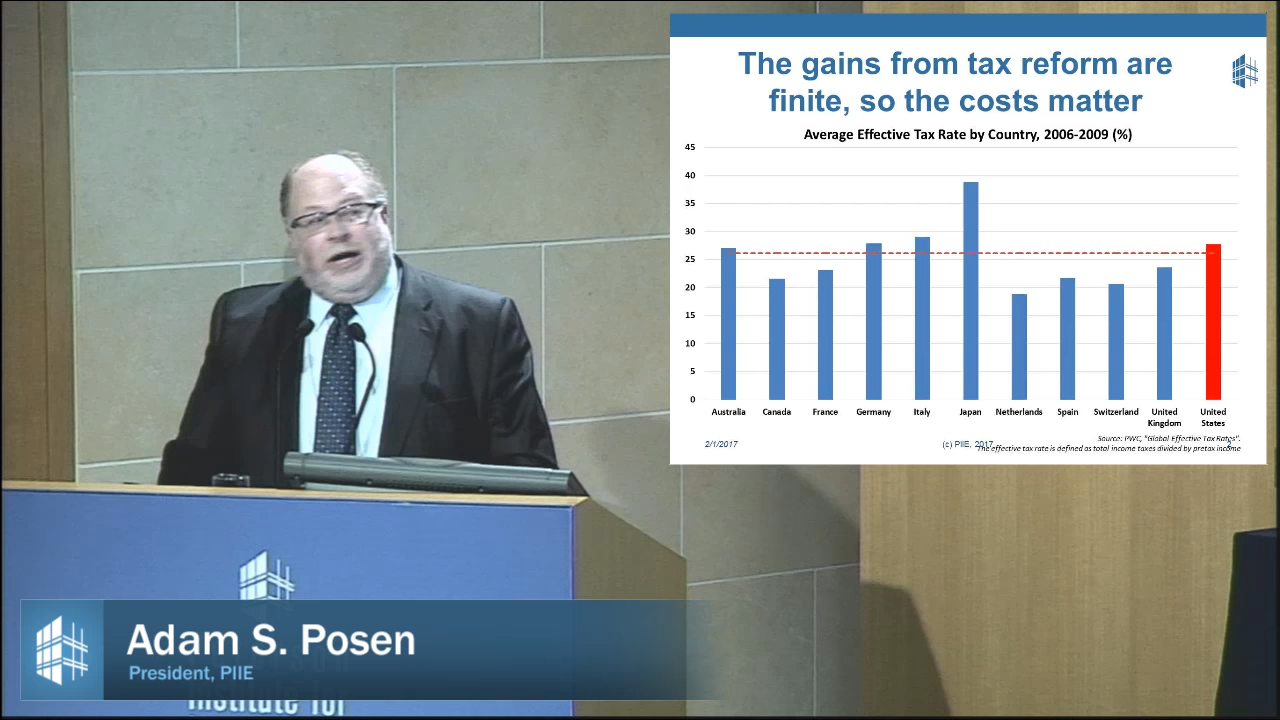 The gains from tax reform are
finite, so the costs matter
Average Effective Tax Rate by Country, 2006-2009 (%)
45
40
35
30
25
20
15
10
5
0
Australia Canada France Germany Italy Japan Netherlands Spain Switzerland United Kingdom United States
2/1/2017
(c) PIIE, 2017
Source: PWC, "Global Effective Tax Rates".
The effective tax rate is defined as total income taxes divided by pretax income
Adam S. Posen
President, PIIE
Institute for